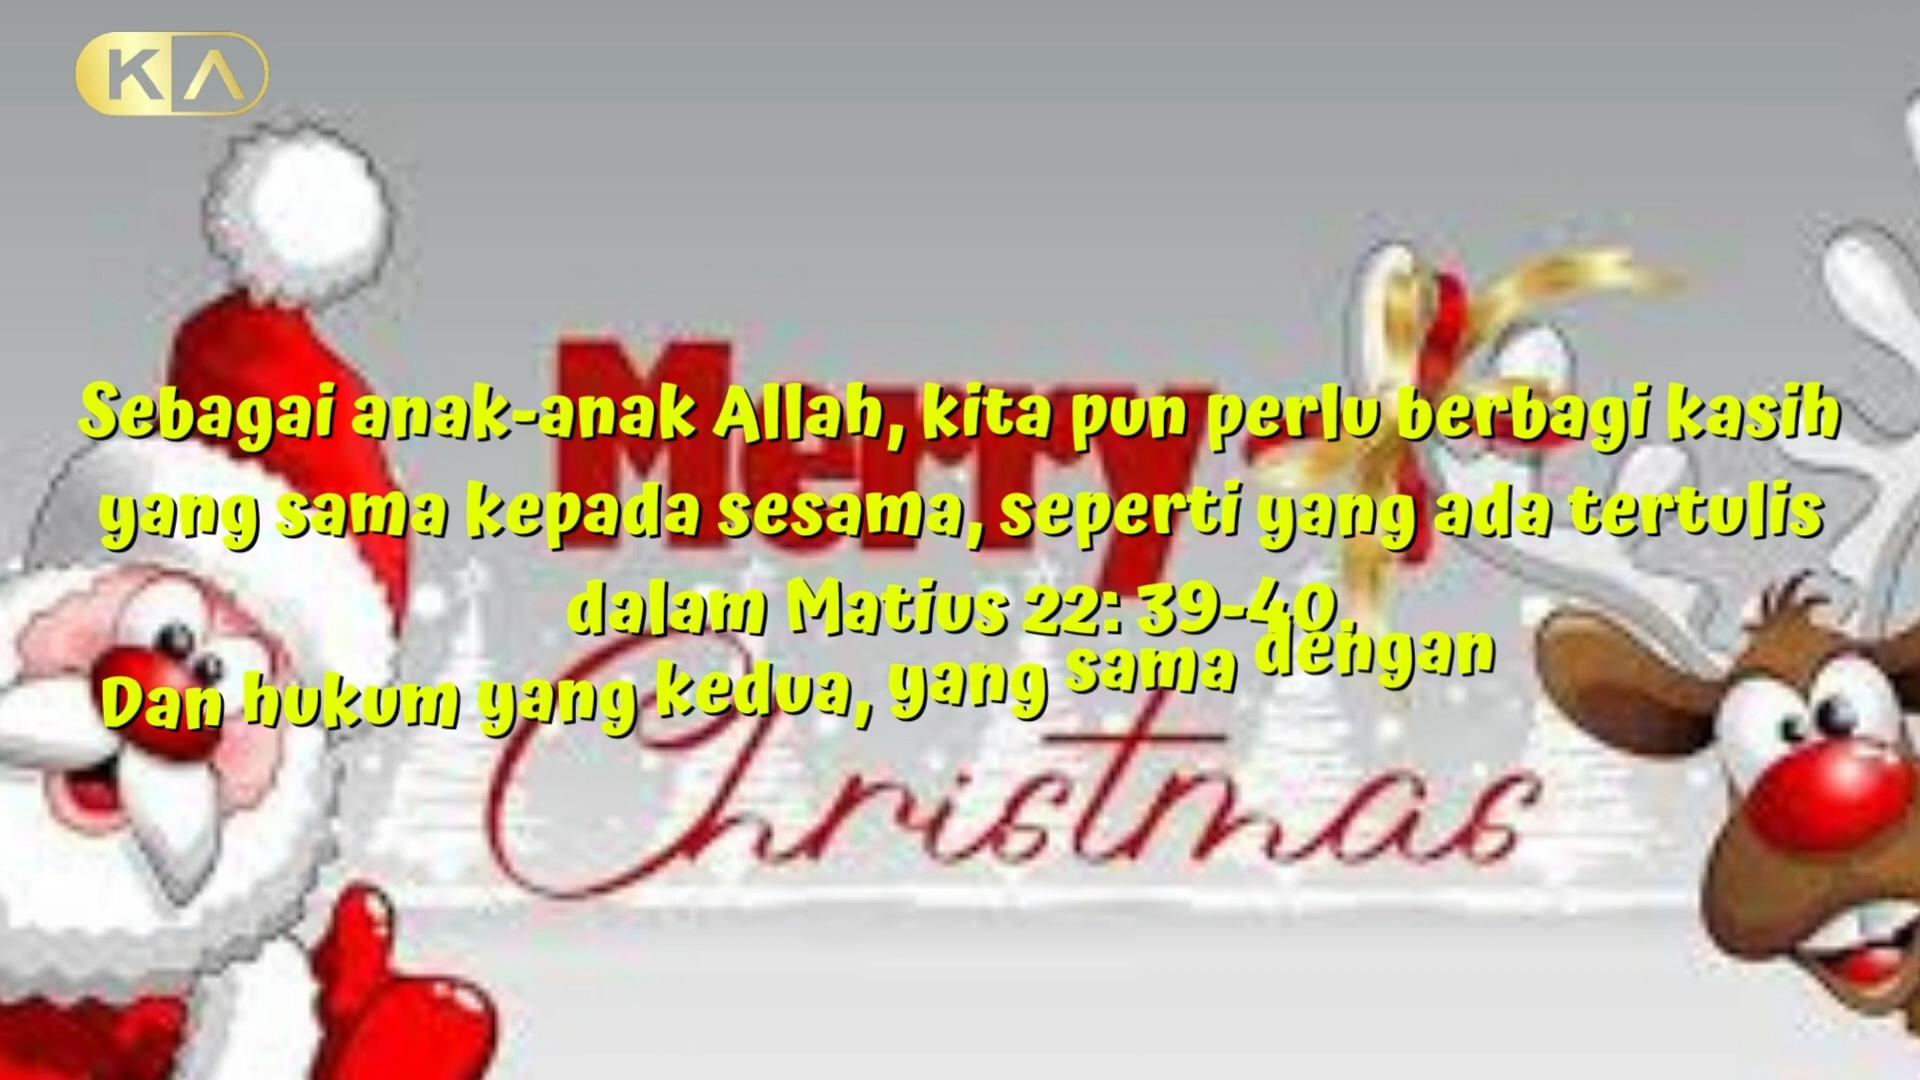 KA
Merry
Sebagai anak-anak Allah, kita pun perlu berbagi kasih
yang sama kepada sesama, seperti yang ada tertulis
dalam Matius 22: 39-40.
Dan hukum yang kedua, yang sama dengan
Christmas